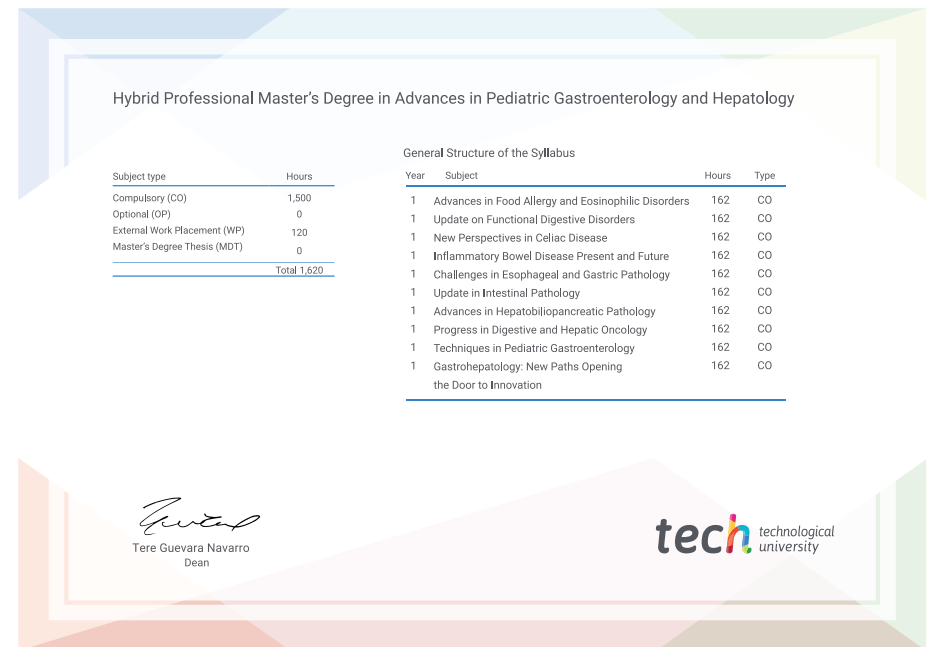 Hybrid Professional Master's Degree in Advances in Pediatric Gastroenterology and Hepatology
Subject type Hours
Compulsory (CO) 1,500
Optional (OP) 0
External Work Placement (WP) 120
Master's Degree Thesis (MDT) 0
Total 1,620
General Structure of the Syllabus
Year Subject Hours Type
1 Advances in Food Allergy and Eosinophilic Disorders 162 CO
1 Update on Functional Digestive Disorders 162 CO
1 New Perspectives in Celiac Disease 162 CO
1 Inflammatory Bowel Disease Present and Future 162 CO
1 Challenges in Esophageal and Gastric Pathology 162 CO
1 Update in Intestinal Pathology 162 CO
1 Advances in Hepatobiliopancreatic Pathology 162 CO
1 Progress in Digestive and Hepatic Oncology 162 CO
1 Techniques in Pediatric Gastroenterology 162 CO
1 Gastrohepatology: New Paths Opening 162 CO
the Door to Innovation
Tere Guevara Navarro
Dean
tech technological
university